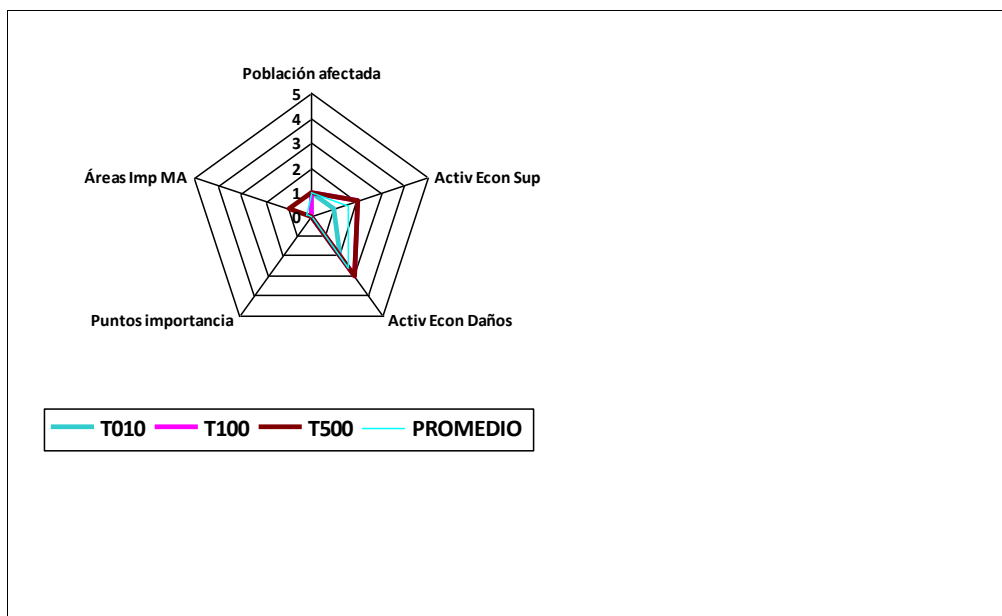 Población afectada
5
4
3
2
1
0
Áreas Imp MA
Activ Econ Sup
Puntos importancia
Activ Econ Daños
T010 T100 T500 PROMEDIO